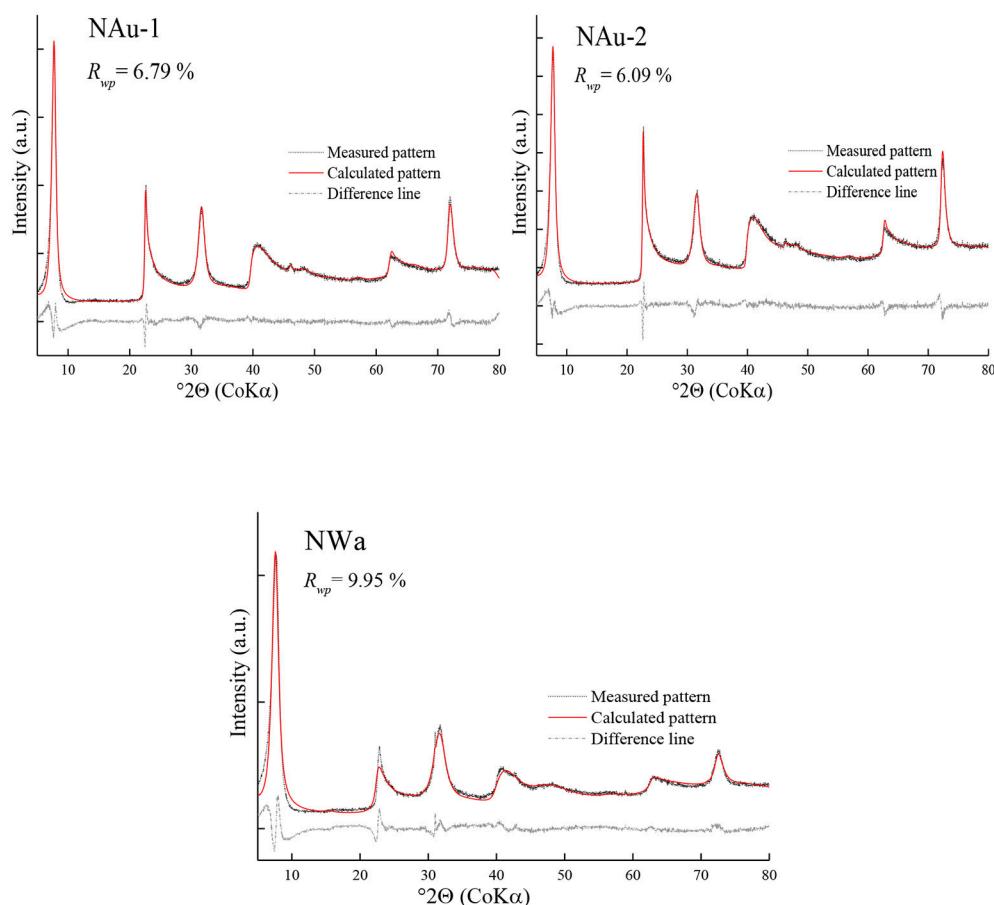 NAu-1
R_wp = 6.79 %
Intensity (a.u.)
Measured pattern
Calculated pattern
Difference line
10 20 30 40 50 60 70 80
°2Θ (CoKα)
NAu-2
R_wp = 6.09 %
Intensity (a.u.)
Measured pattern
Calculated pattern
Difference line
10 20 30 40 50 60 70 80
°2Θ (CoKα)
NWa
R_wp = 9.95 %
Intensity (a.u.)
Measured pattern
Calculated pattern
Difference line
10 20 30 40 50 60 70 80
°2Θ (CoKα)